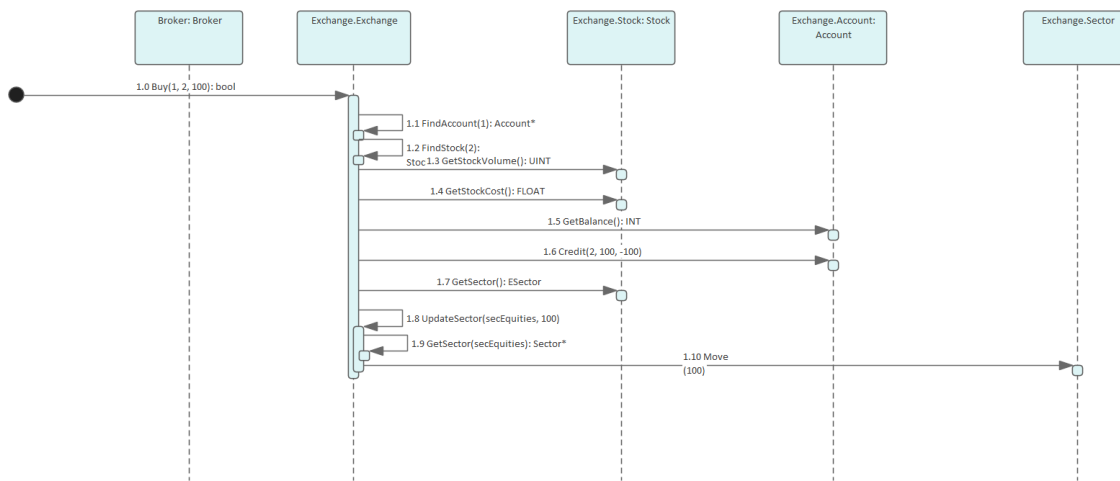 Broker: Broker
Exchange.Exchange
Exchange.Stock: Stock
Exchange.Account:
Account
Exchange.Sector
1.0 Buy(1, 2, 100): bool
1.1 FindAccount(1): Account*
1.2 FindStock(2):
Stoc
1.3 GetStockVolume(): UINT
1.4 GetStockCost(): FLOAT
1.5 GetBalance(): INT
1.6 Credit(2, 100, -100)
1.7 GetSector(): ESector
1.8 UpdateSector(secEquities, 100)
1.9 GetSector(secEquities): Sector*
1.10 Move
(100)